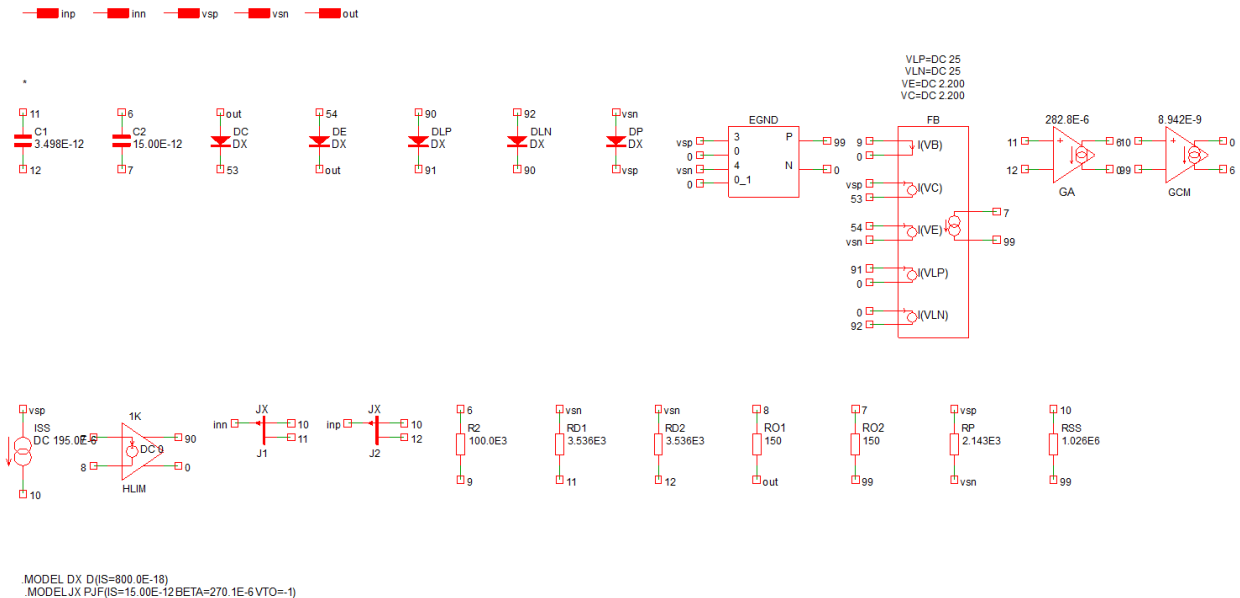 inp inn vsp vsn out
VLP=DC 25
VLN=DC 25
VE=DC 2.200
VC=DC 2.200
*
11 6 out 54 90 92 vsn EGND FB 282.8E-6 8.942E-9
C1 C2 DC DE DLP DLN DP
3.498E-12 15.00E-12 DX DX DX DX DX
12 7 53 out 91 90 vsp
vsp 3 P 99
0 0
vsn 4 N 0
0 0_1
9 I(VB)
0
vsp I(VC)
53
54 I(VE) 7
vsn 99
91 I(VLP)
0
0 I(VLN)
92
11 + 6 10 + 0
12 0 99 6
GA GCM
vsp 1K JX JX 6 vsn vsn 8 7 vsp 10
ISS inn 10 inp 10 R2 RD1 RD2 RO1 RO2 RP RSS
DC 195.0E-6 7 90 11 12 100.0E3 3.536E3 3.536E3 150 150 2.143E3 1.026E6
DC 0 J1 J2
8 0
10 HLIM 9 11 12 out 99 vsn 99
.MODEL DX D(IS=800.0E-18)
.MODEL JX PJF(IS=15.00E-12 BETA=270.1E-6 VTO=-1)